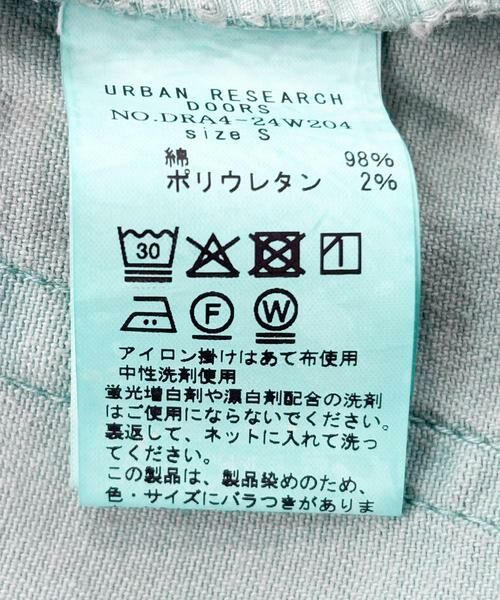 URBAN RESEARCH
DOORS
NO.DRA4-24W204
size S
綿 98%
ポリウレタン 2%
30
F W
アイロン掛けはあて布使用
中性洗剤使用
蛍光増白剤や漂白剤配合の洗剤
はご使用にならないでください。
裏返して、ネットに入れて洗っ
てください。
この製品は、製品染めのため、
色・サイズにバラつきがありま